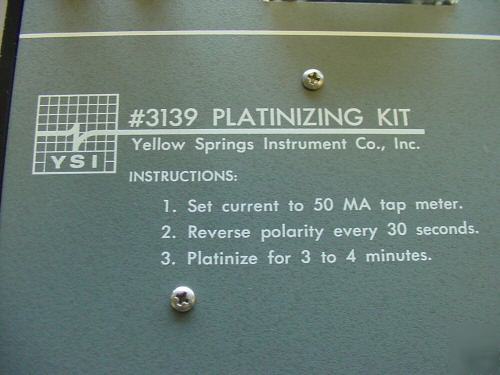 #3139 PLATINIZING KIT
YSI
Yellow Springs Instrument Co., Inc.
INSTRUCTIONS:
1. Set current to 50 MA tap meter.
2. Reverse polarity every 30 seconds.
3. Platinize for 3 to 4 minutes.